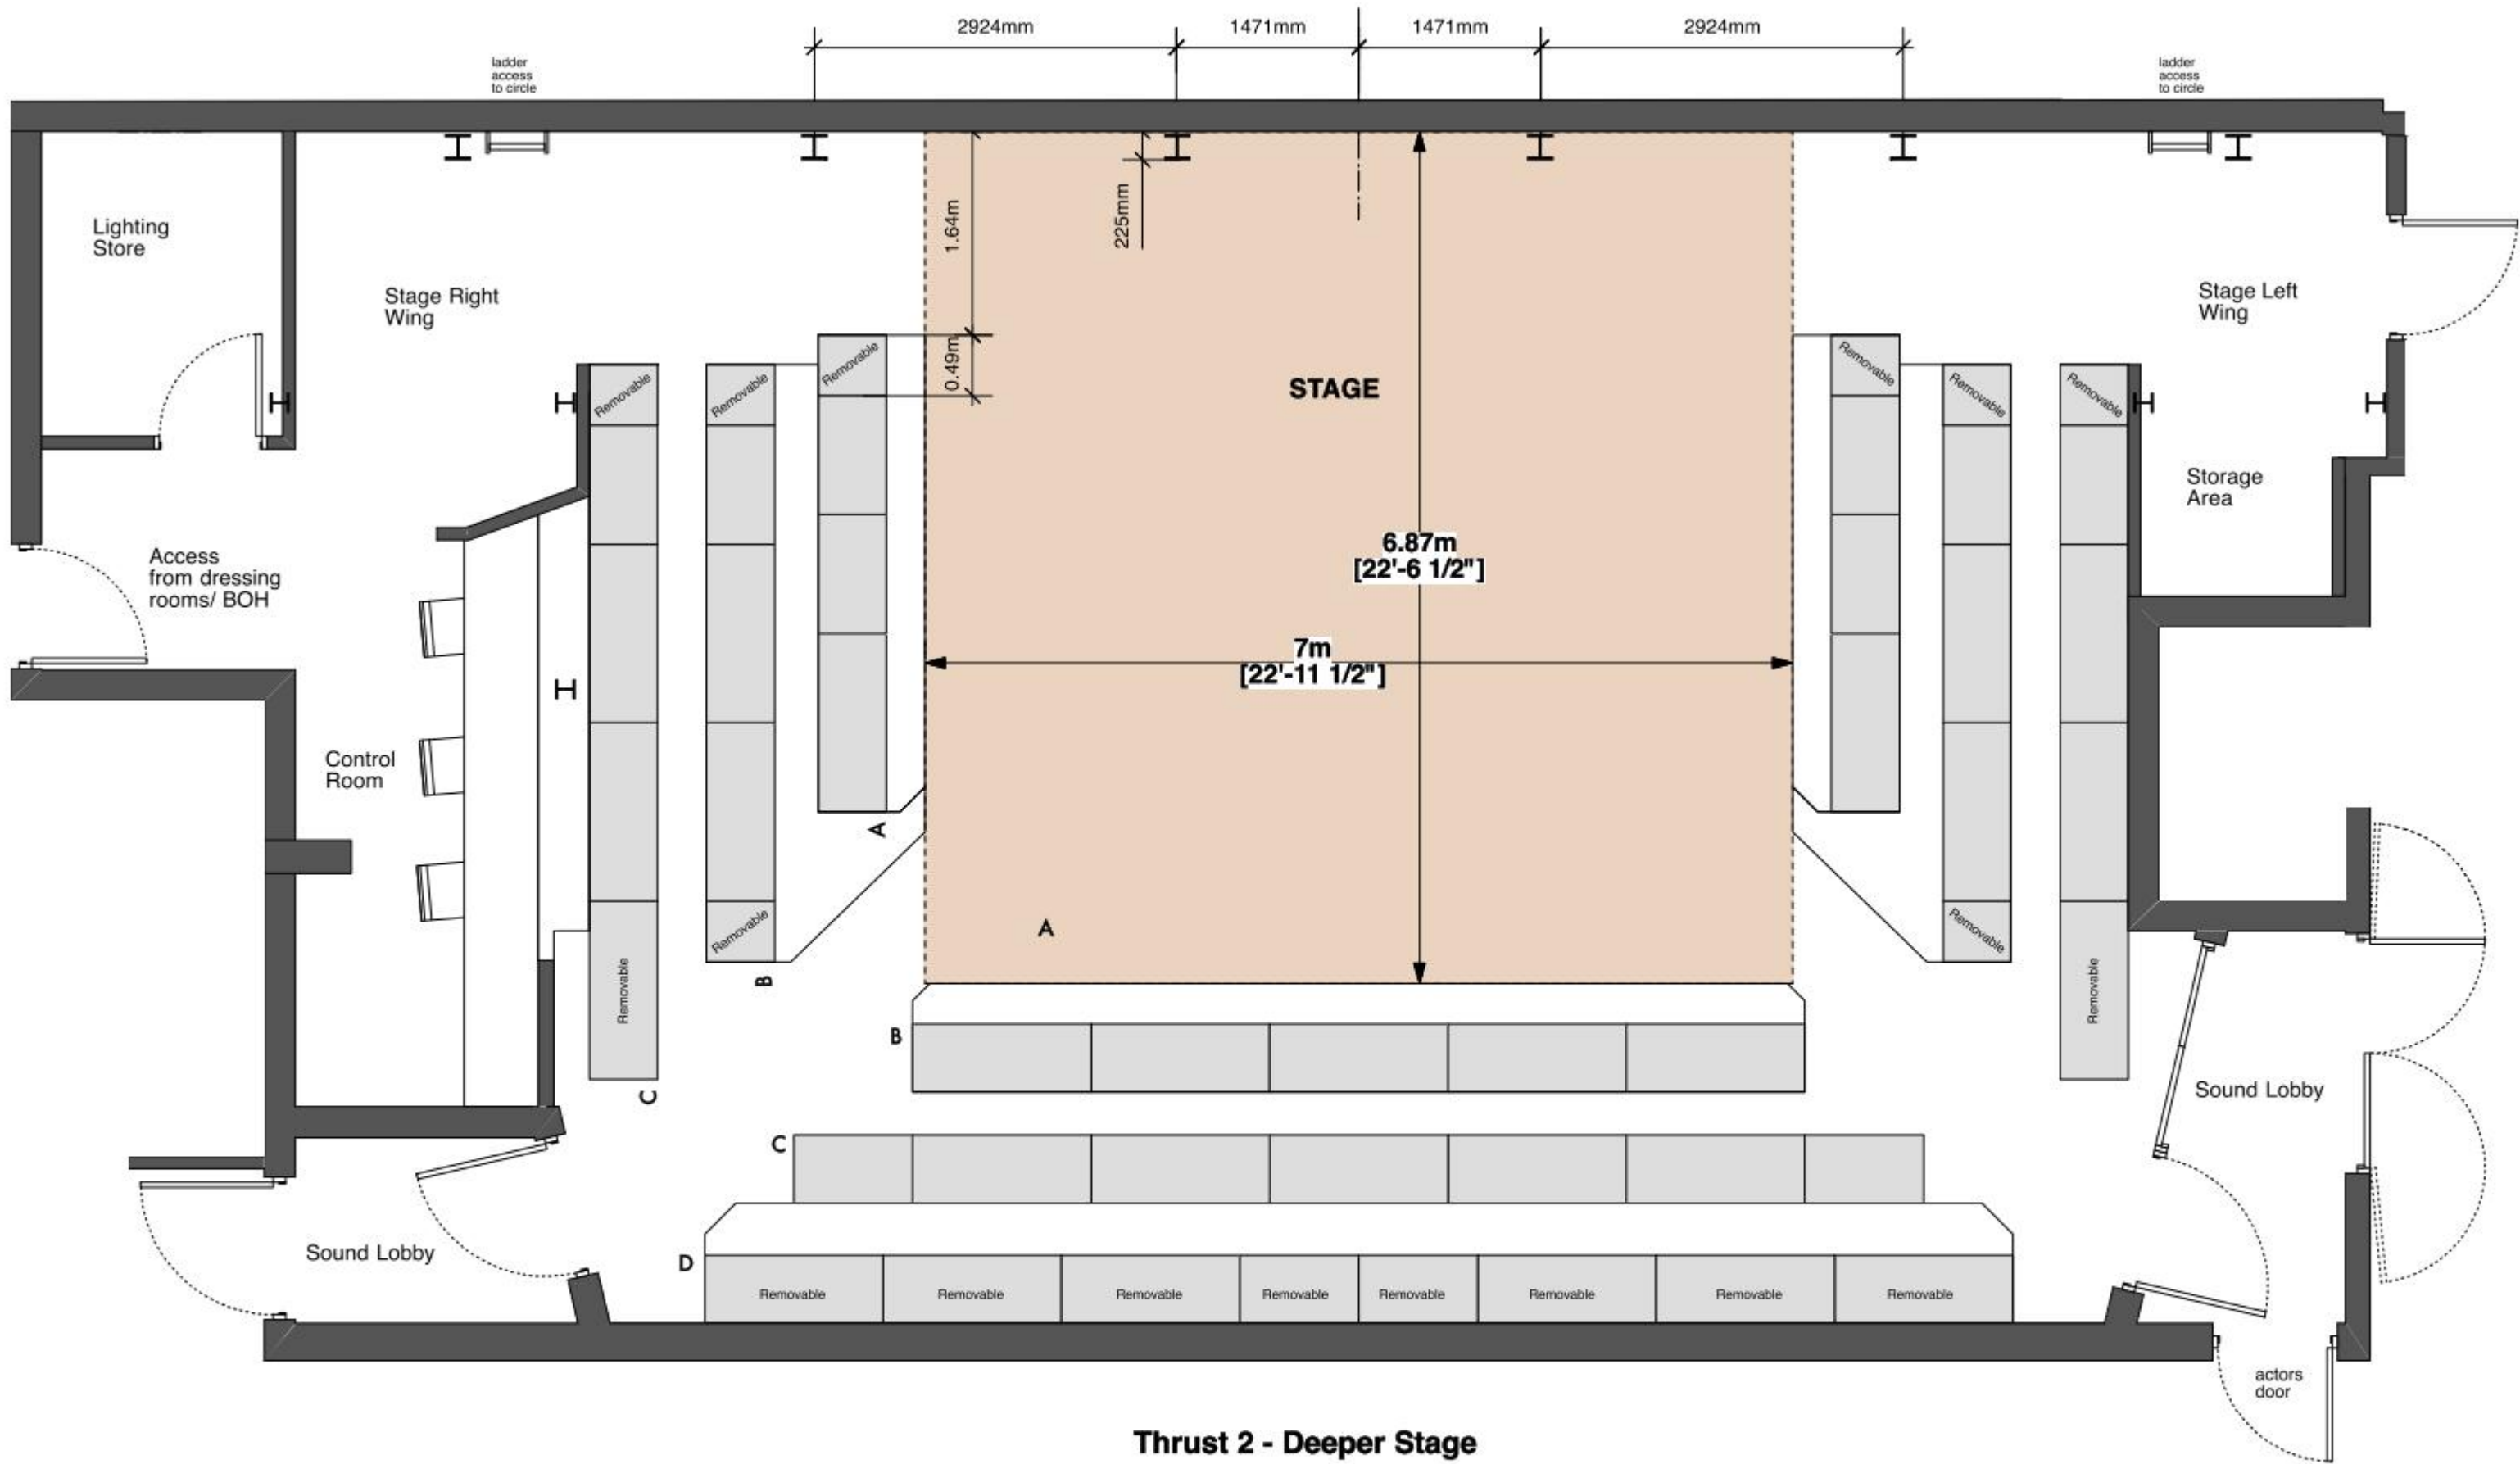 2924mm
1471mm
1471mm
2924mm
ladder
access
to circle
ladder
access
to circle
Lighting
Store
Stage Right
Wing
1.64m
225mm
0.49m
STAGE
Stage Left
Wing
Storage
Area
Removable
Removable
Removable
Removable
Removable
Removable
Access
from dressing
rooms/ BOH
6.87m
[22'-6 1/2"]
7m
[22'-11 1/2"]
Control
Room
A
A
Removable
Removable
Removable
Removable
B
B
C
C
Sound Lobby
Sound Lobby
D
Removable
Removable
Removable
Removable
Removable
Removable
Removable
Removable
actors
door
Thrust 2 - Deeper Stage